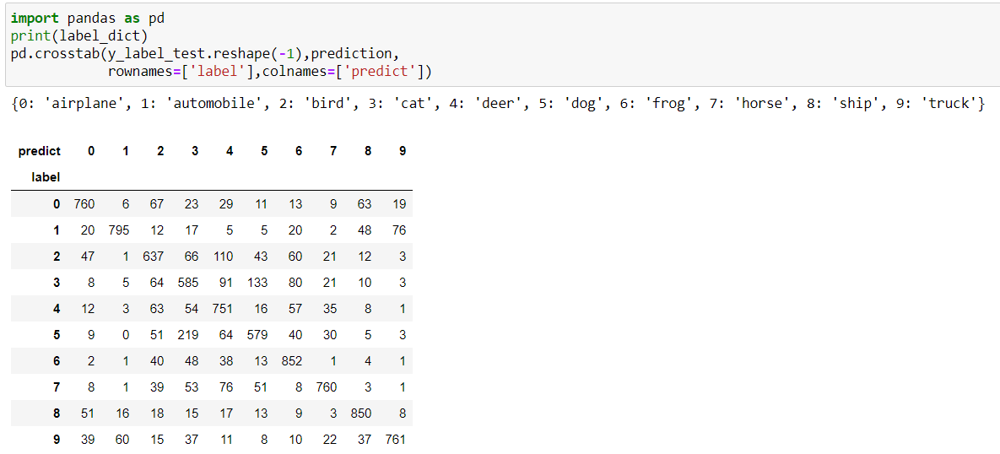 import pandas as pd
print(label_dict)
pd.crosstab(y_label_test.reshape(-1),prediction,
            rownames=['label'],colnames=['predict'])
{0: 'airplane', 1: 'automobile', 2: 'bird', 3: 'cat', 4: 'deer', 5: 'dog', 6: 'frog', 7: 'horse', 8: 'ship', 9: 'truck'}
predict 0 1 2 3 4 5 6 7 8 9
label
0 760 6 67 23 29 11 13 9 63 19
1 20 795 12 17 5 5 20 2 48 76
2 47 1 637 66 110 43 60 21 12 3
3 8 5 64 585 91 133 80 21 10 3
4 12 3 63 54 751 16 57 35 8 1
5 9 0 51 219 64 579 40 30 5 3
6 2 1 40 48 38 13 852 1 4 1
7 8 1 39 53 76 51 8 760 3 1
8 51 16 18 15 17 13 9 3 850 8
9 39 60 15 37 11 8 10 22 37 761